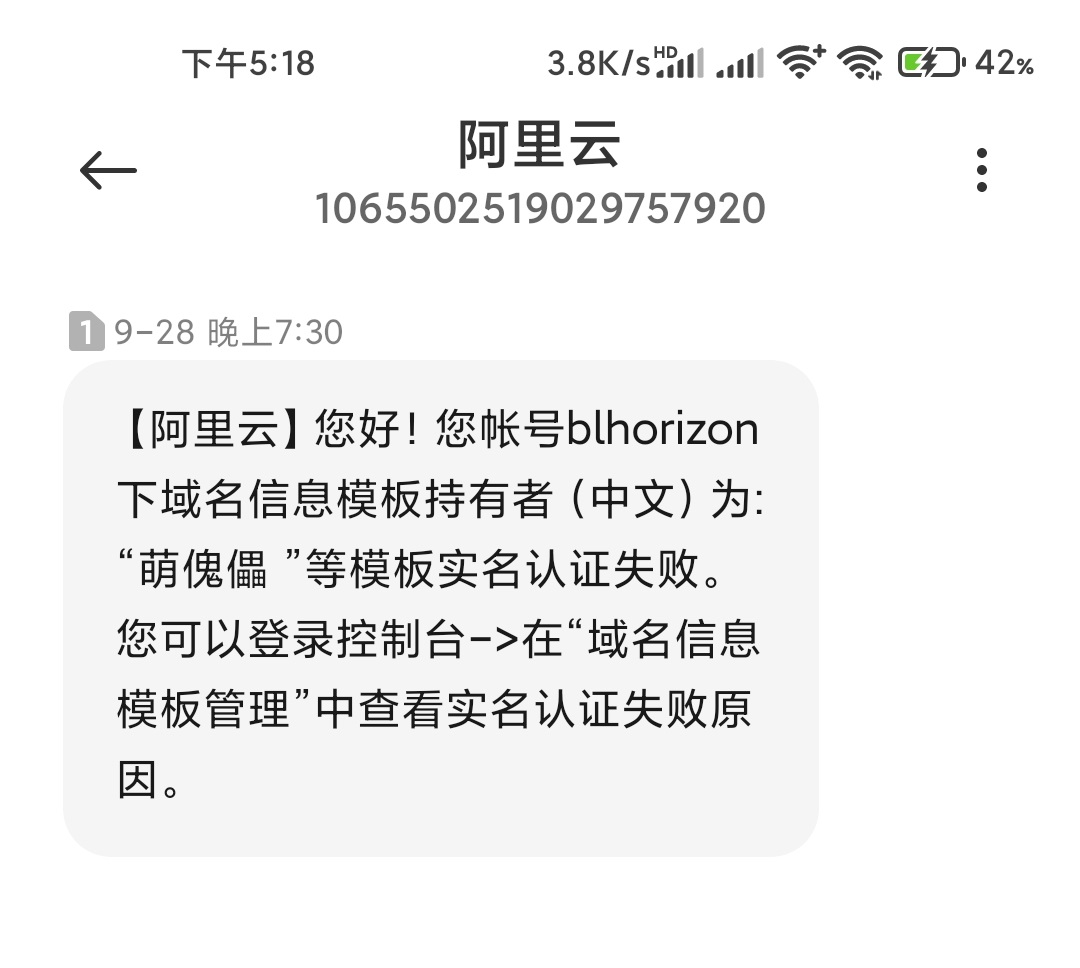 下午5:18 3.8K/s HD 42%
阿里云
1065502519029757920
1 9-28 晚上7:30
【阿里云】您好！您帐号blhorizon
下域名信息模板持有者（中文）为:
“萌傀儡 ”等模板实名认证失败。
您可以登录控制台->在“域名信息
模板管理”中查看实名认证失败原
因。